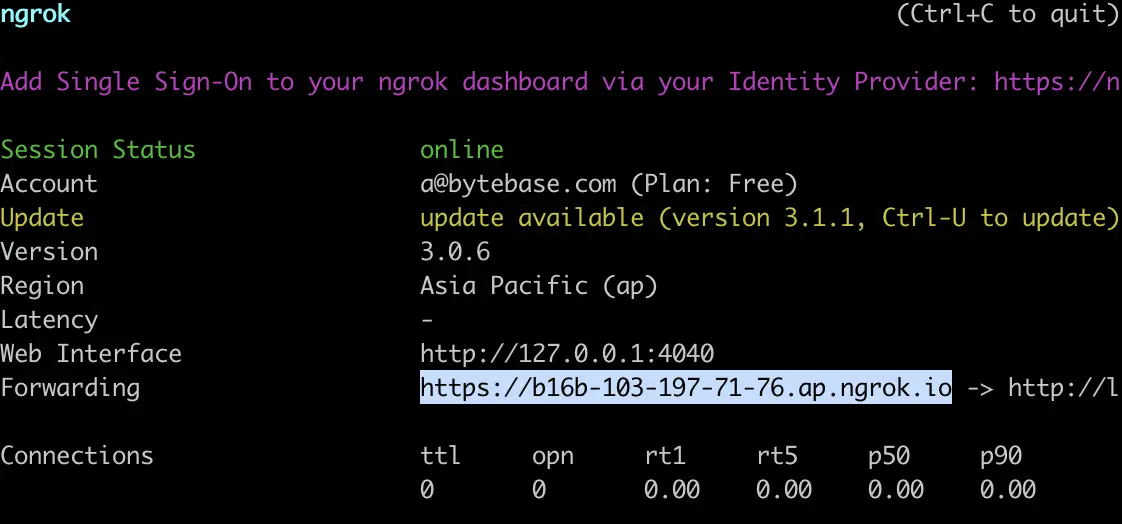 ngrok (Ctrl+C to quit)
Add Single Sign-On to your ngrok dashboard via your Identity Provider: https://n
Session Status online
Account a@bytebase.com (Plan: Free)
Update update available (version 3.1.1, Ctrl-U to update)
Version 3.0.6
Region Asia Pacific (ap)
Latency -
Web Interface http://127.0.0.1:4040
Forwarding https://b16b-103-197-71-76.ap.ngrok.io -> http://l
Connections ttl opn rt1 rt5 p50 p90
0 0 0.00 0.00 0.00 0.00